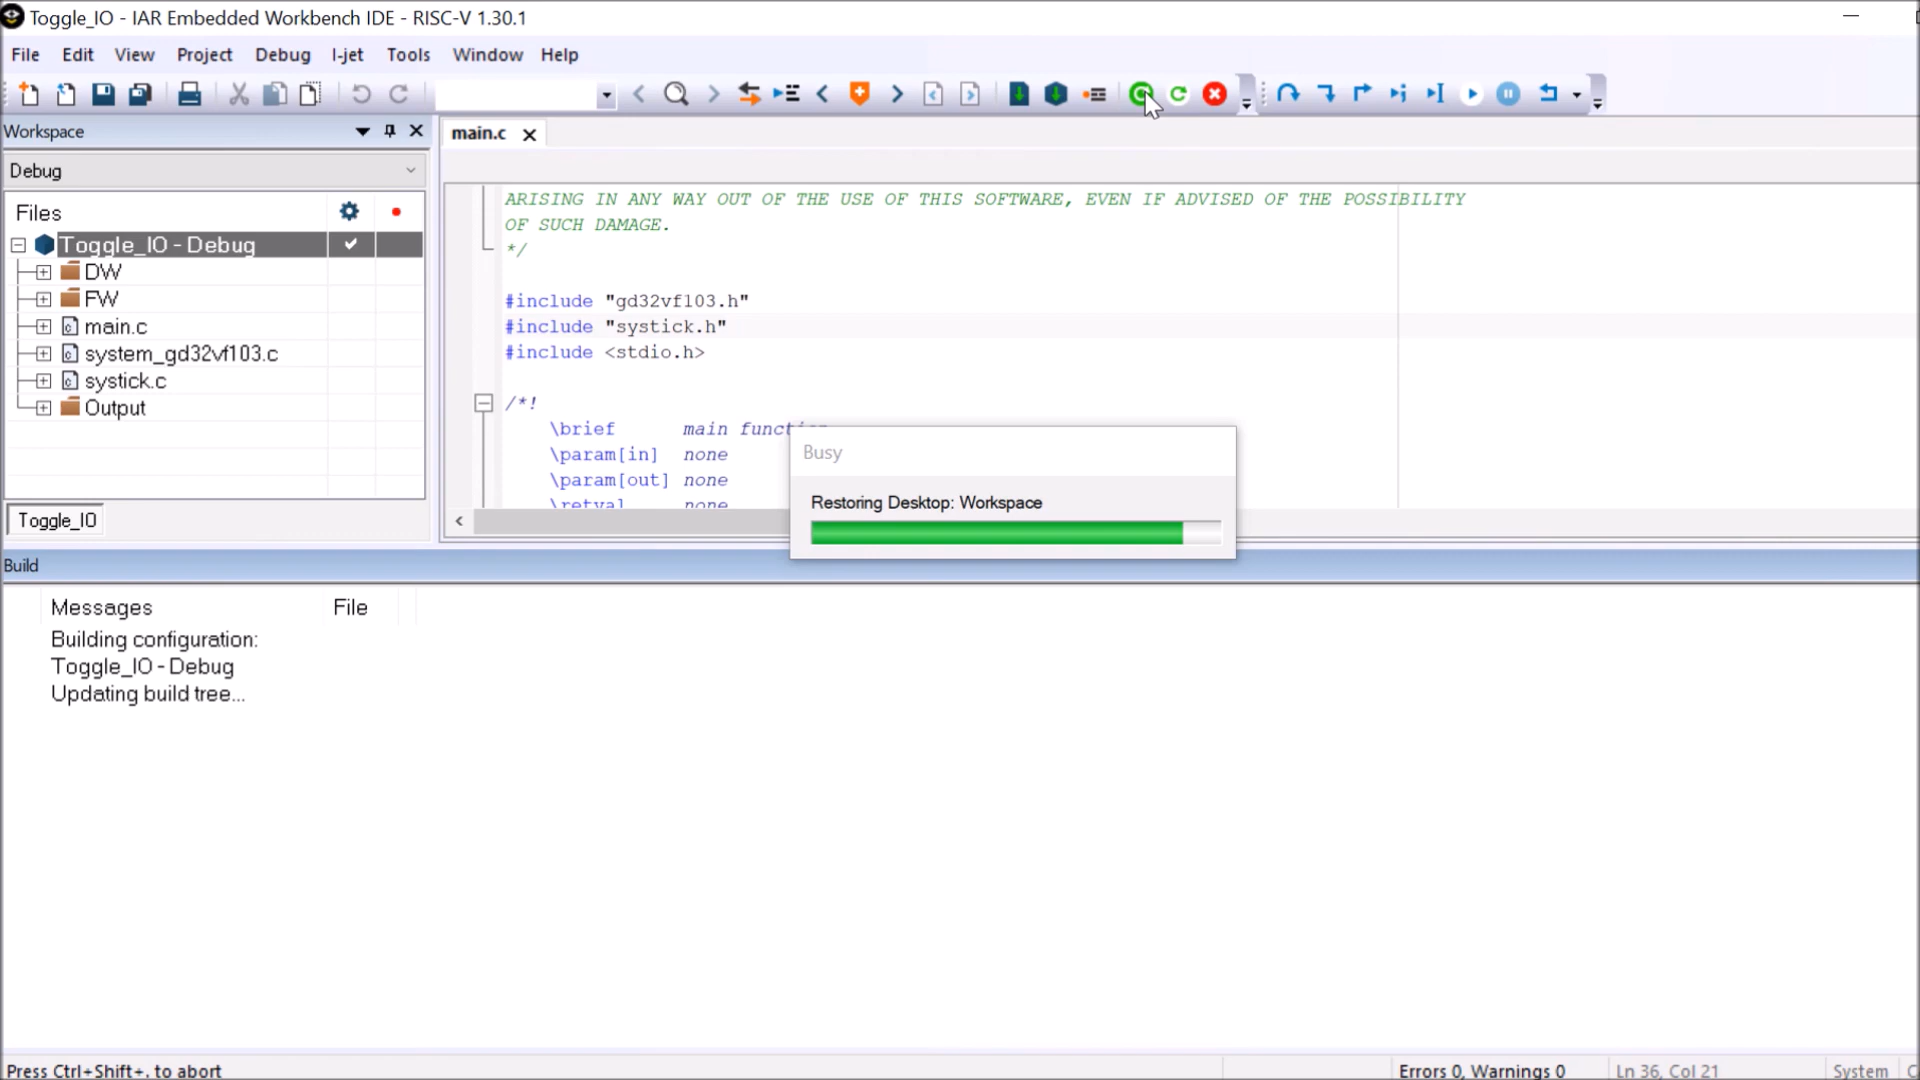 Toggle_IO - IAR Embedded Workbench IDE - RISC-V 1.30.1
File Edit View Project Debug I-jet Tools Window Help
Workspace
main.c
Debug
Files
Toggle_IO - Debug
DW
FW
main.c
system_gd32vf103.c
systick.c
Output
Toggle_IO
ARISING IN ANY WAY OUT OF THE USE OF THIS SOFTWARE, EVEN IF ADVISED OF THE POSSIBILITY
OF SUCH DAMAGE.
*/
#include "gd32vf103.h"
#include "systick.h"
#include <stdio.h>
/*!
\brief main function
\param[in] none
\param[out] none
\retval none
Busy
Restoring Desktop: Workspace
Build
Messages File
Building configuration:
Toggle_IO - Debug
Updating build tree...
Press Ctrl+Shift+. to abort
Errors 0, Warnings 0
Ln 36, Col 21
System